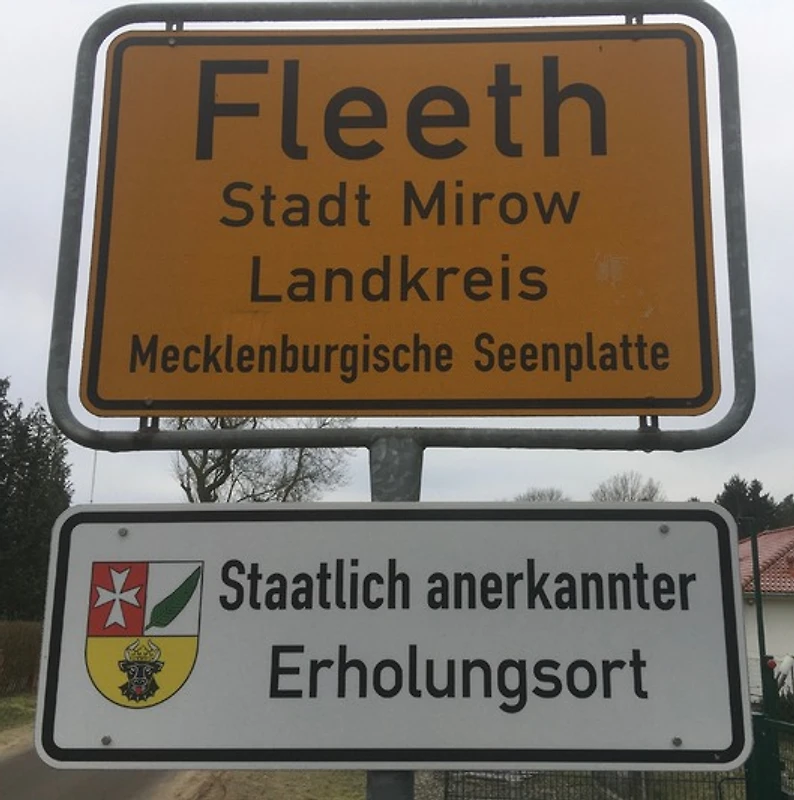 Fleeth
Stadt Mirow
Landkreis
Mecklenburgische Seenplatte
Staatlich anerkannter
Erholungsort